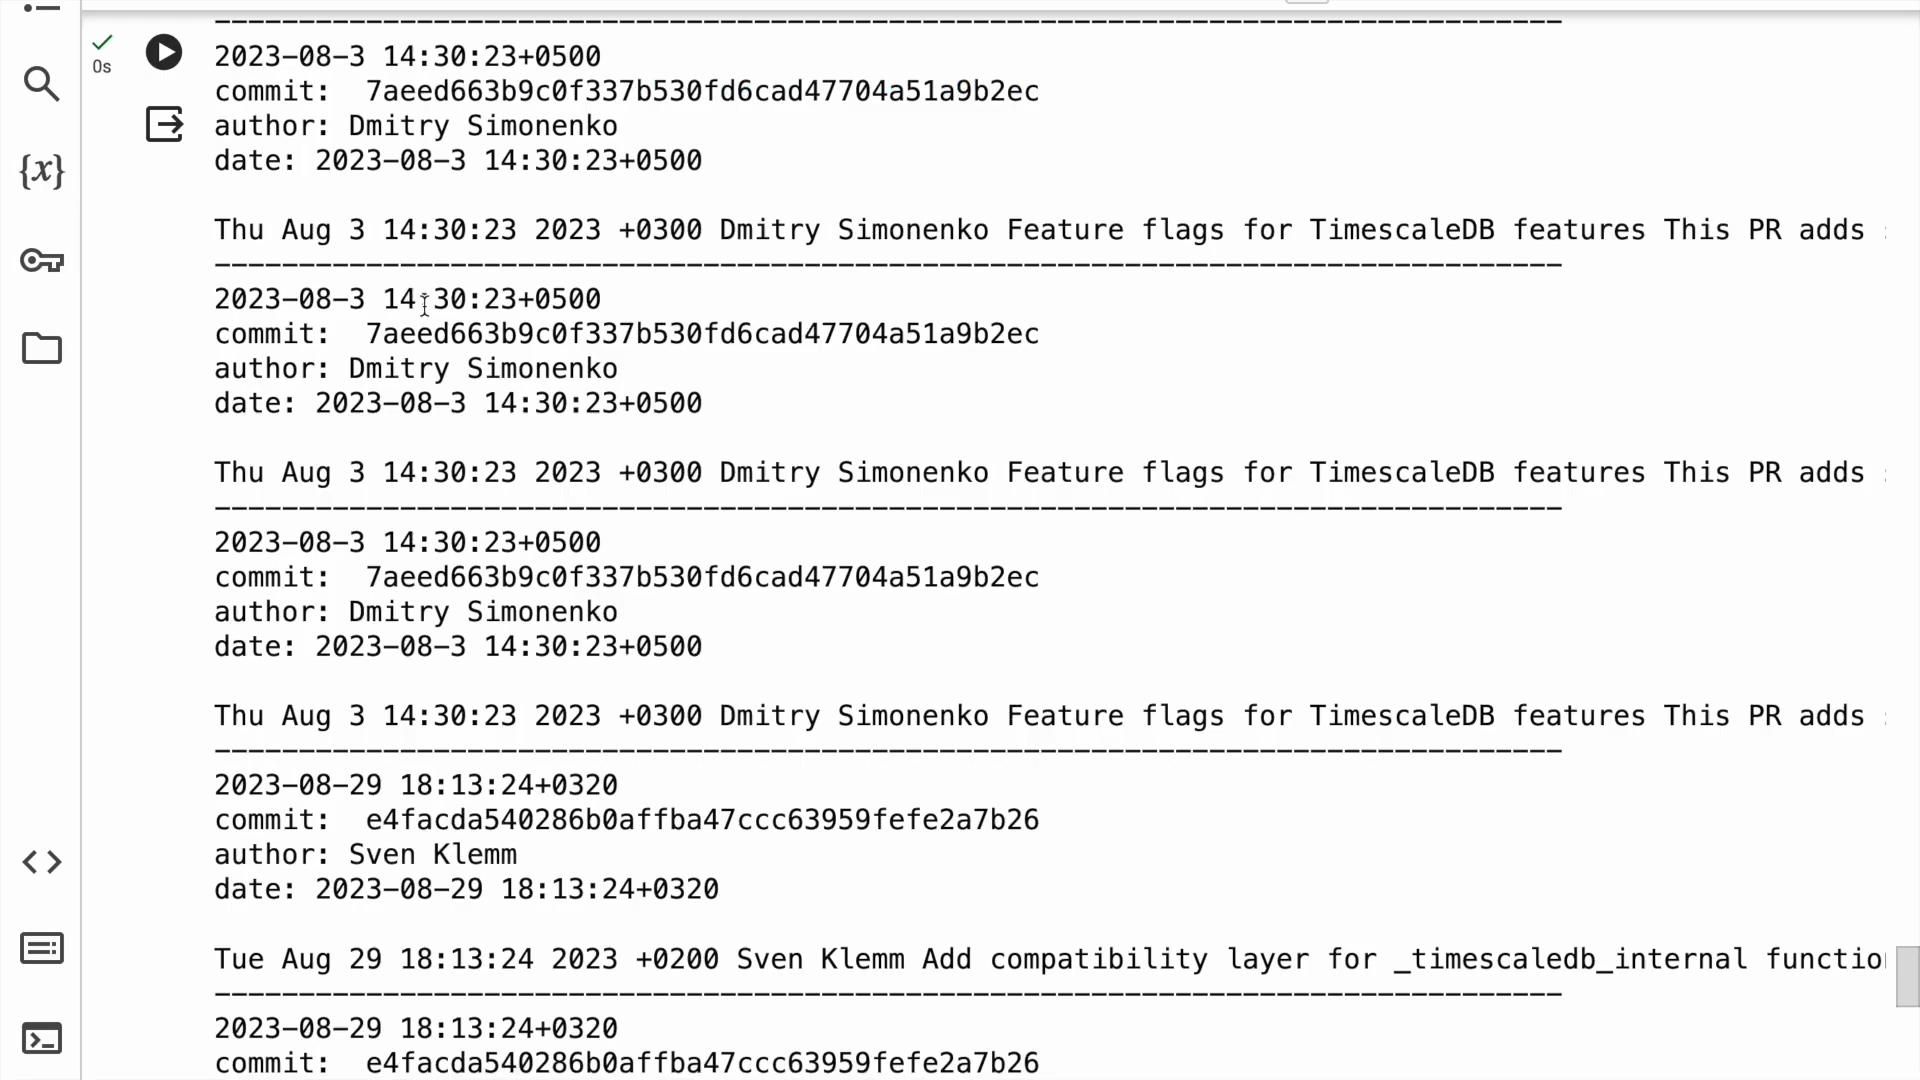 0s
--------------------------------------------------------------------------------
2023-08-3 14:30:23+0500
commit:  7aeed663b9c0f337b530fd6cad47704a51a9b2ec
author: Dmitry Simonenko
date: 2023-08-3 14:30:23+0500
{x}
Thu Aug 3 14:30:23 2023 +0300 Dmitry Simonenko Feature flags for TimescaleDB features This PR adds
--------------------------------------------------------------------------------
2023-08-3 14:30:23+0500
commit:  7aeed663b9c0f337b530fd6cad47704a51a9b2ec
author: Dmitry Simonenko
date: 2023-08-3 14:30:23+0500
Thu Aug 3 14:30:23 2023 +0300 Dmitry Simonenko Feature flags for TimescaleDB features This PR adds
--------------------------------------------------------------------------------
2023-08-3 14:30:23+0500
commit:  7aeed663b9c0f337b530fd6cad47704a51a9b2ec
author: Dmitry Simonenko
date: 2023-08-3 14:30:23+0500
Thu Aug 3 14:30:23 2023 +0300 Dmitry Simonenko Feature flags for TimescaleDB features This PR adds
--------------------------------------------------------------------------------
2023-08-29 18:13:24+0320
commit:  e4facda540286b0affba47ccc63959fefe2a7b26
author: Sven Klemm
date: 2023-08-29 18:13:24+0320
Tue Aug 29 18:13:24 2023 +0200 Sven Klemm Add compatibility layer for _timescaledb_internal functio
--------------------------------------------------------------------------------
2023-08-29 18:13:24+0320
commit:  e4facda540286b0affba47ccc63959fefe2a7b26